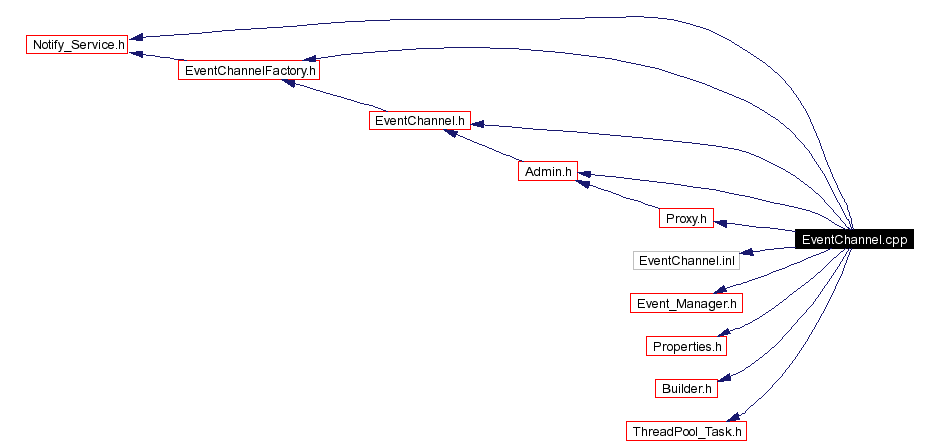 Notify_Service.h
EventChannelFactory.h
EventChannel.h
Admin.h
Proxy.h
EventChannel.cpp
EventChannel.inl
Event_Manager.h
Properties.h
Builder.h
ThreadPool_Task.h